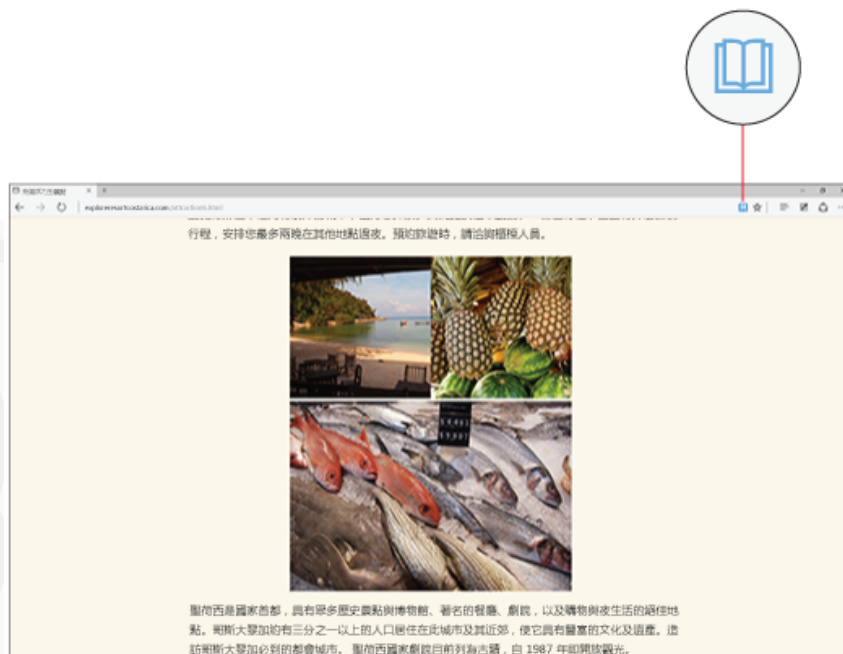 exploreresortcostarica.com/attractions.html
行程，安排您最多兩晚在其他地點過夜。預約旅遊時，請洽詢櫃檯人員。
聖荷西是國家首都，具有眾多歷史景點與博物館、著名的餐廳、劇院，以及購物與夜生活的絕佳地
點。哥斯大黎加約有三分之一以上的人口居住在此城市及其近郊，使它具有豐富的文化及遺產。造
訪哥斯大黎加必到的都會城市。 聖荷西國家劇院目前列為古蹟，自 1987 年即開放觀光。